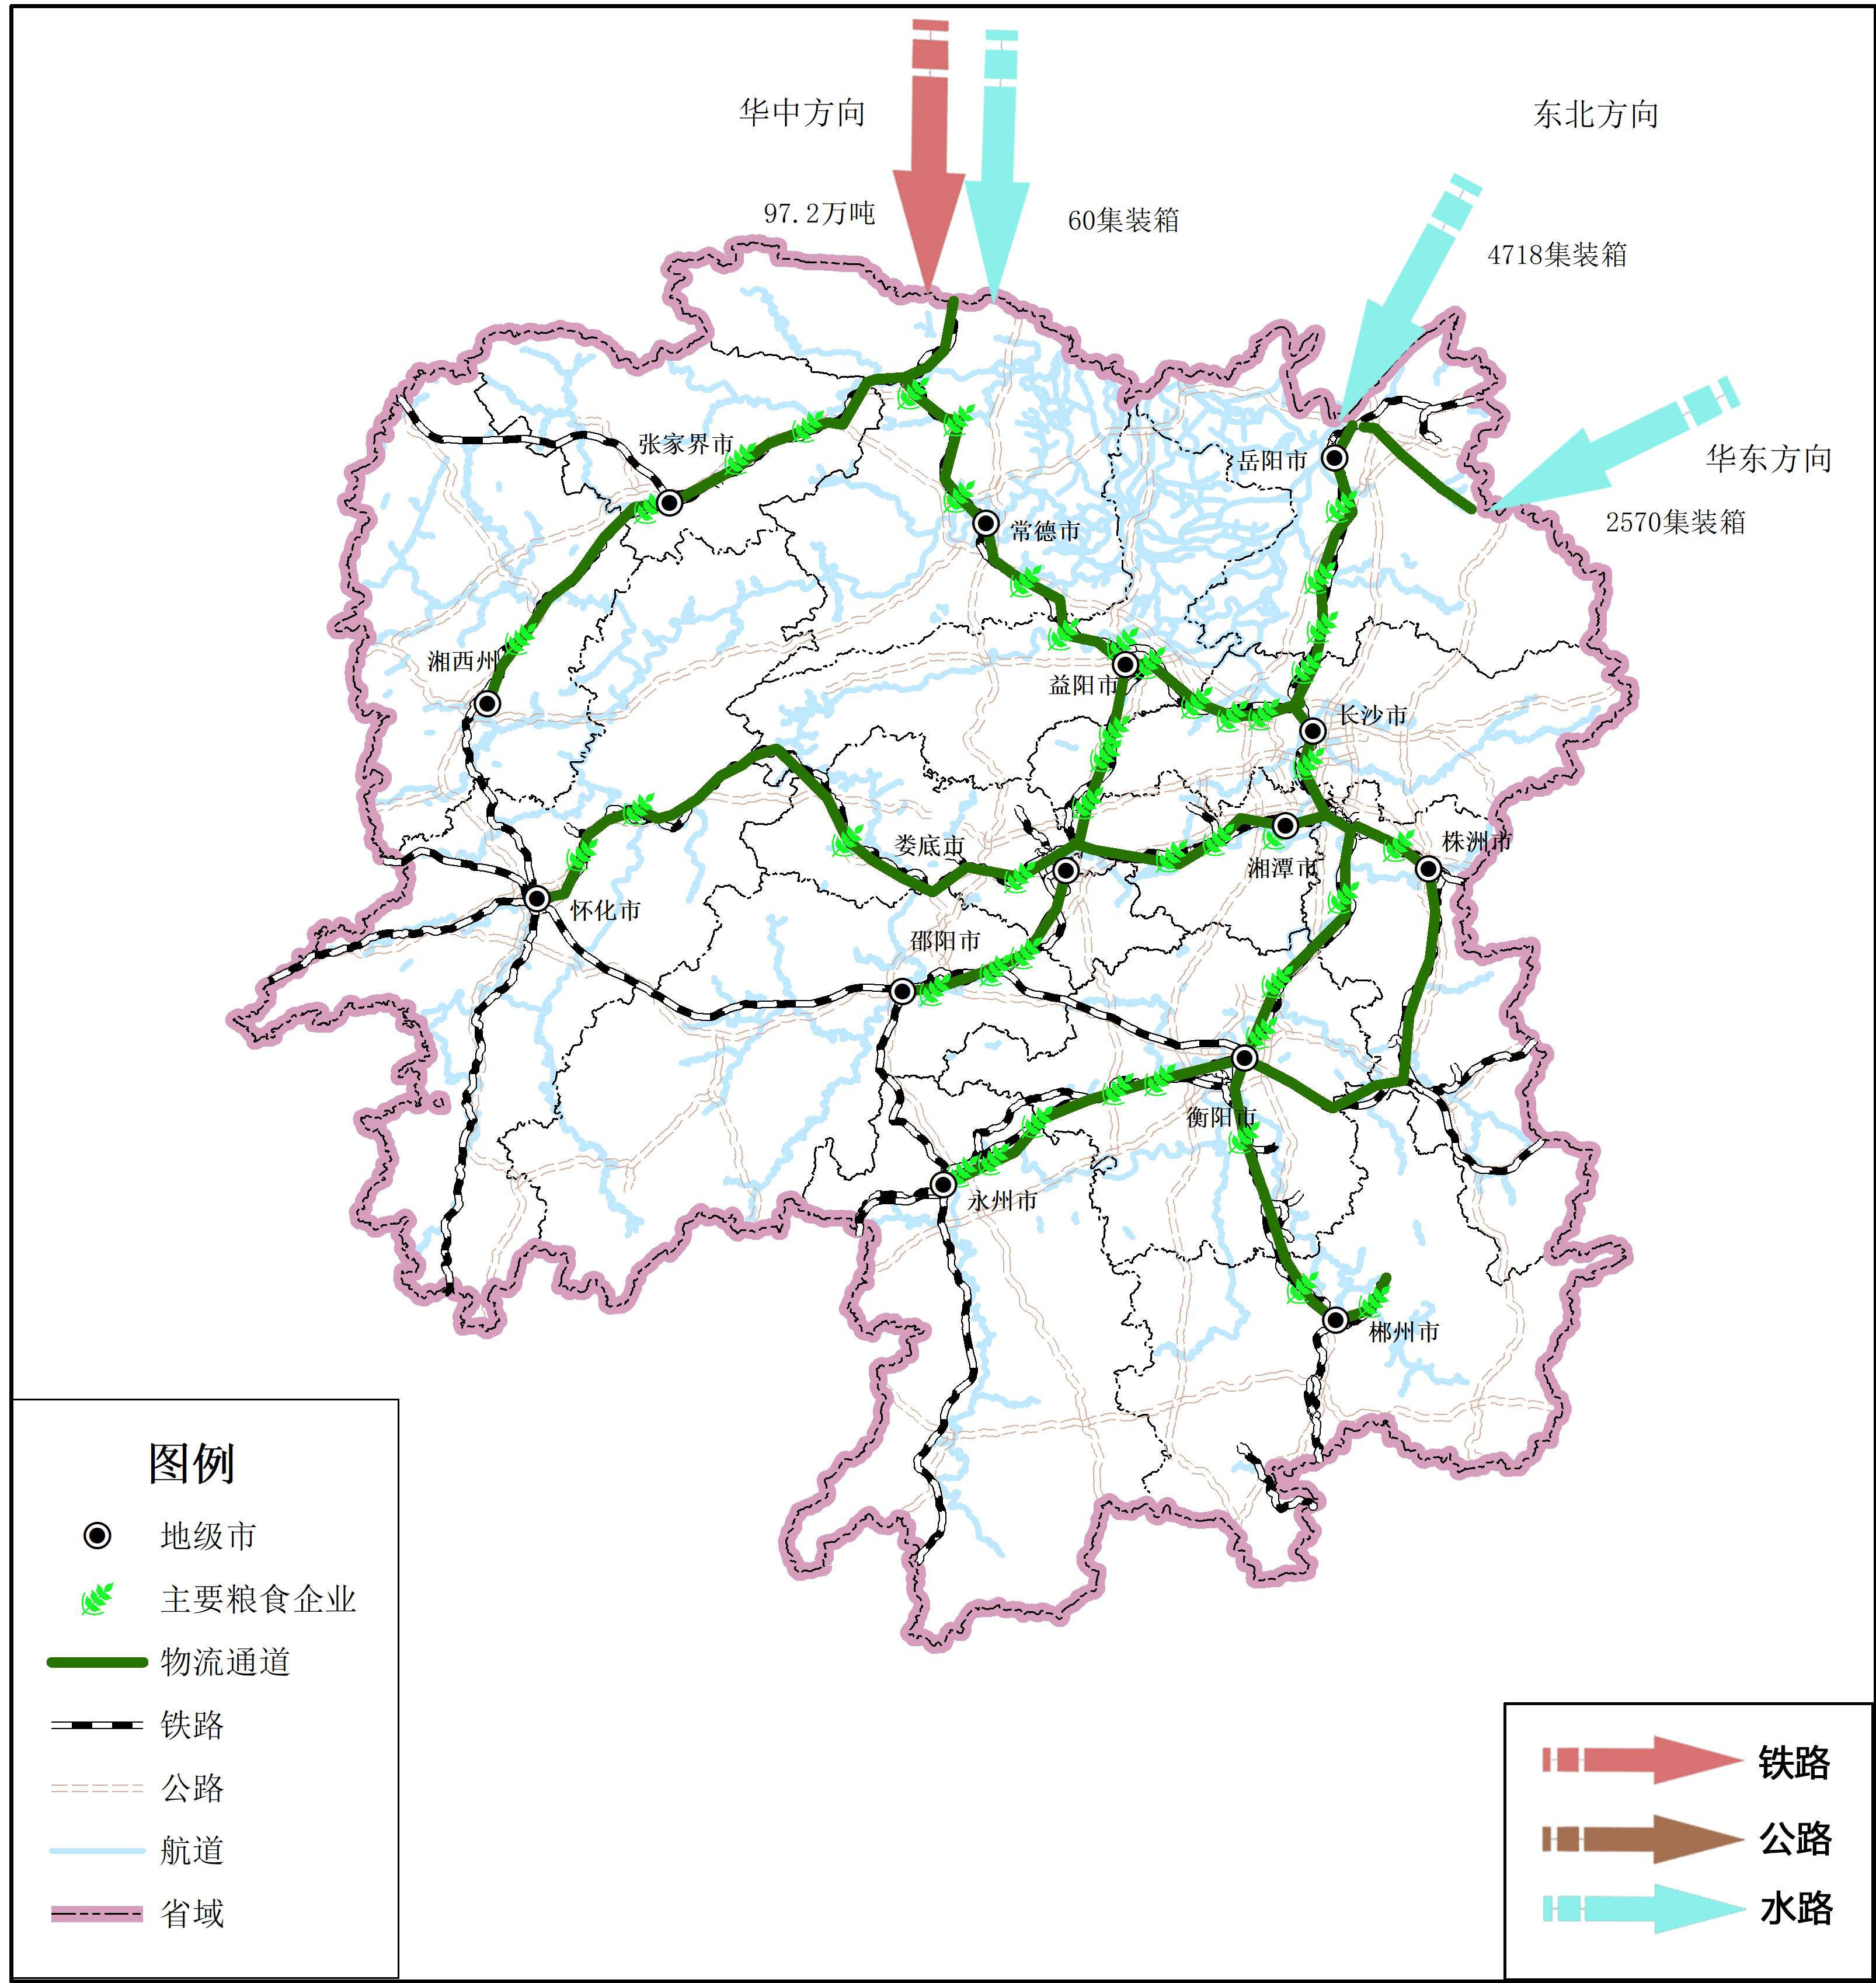 华中方向
东北方向
97.2万吨
60集装箱
4718集装箱
张家界市
岳阳市
华东方向
2570集装箱
常德市
湘西州
益阳市
长沙市
娄底市
湘潭市
株洲市
怀化市
邵阳市
衡阳市
永州市
郴州市
图例
地级市
主要粮食企业
物流通道
铁路
公路
航道
省域
铁路
公路
水路